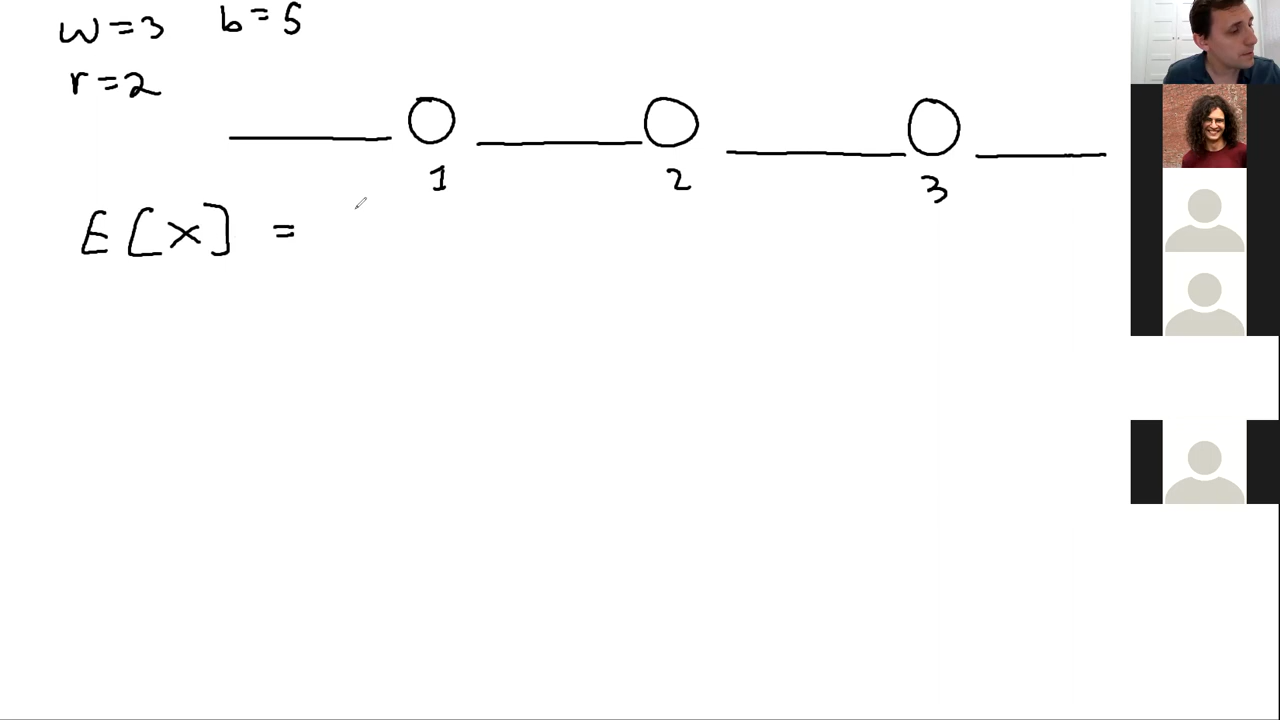 w = 3 b = 5
r = 2
1 2 3
E[X] =